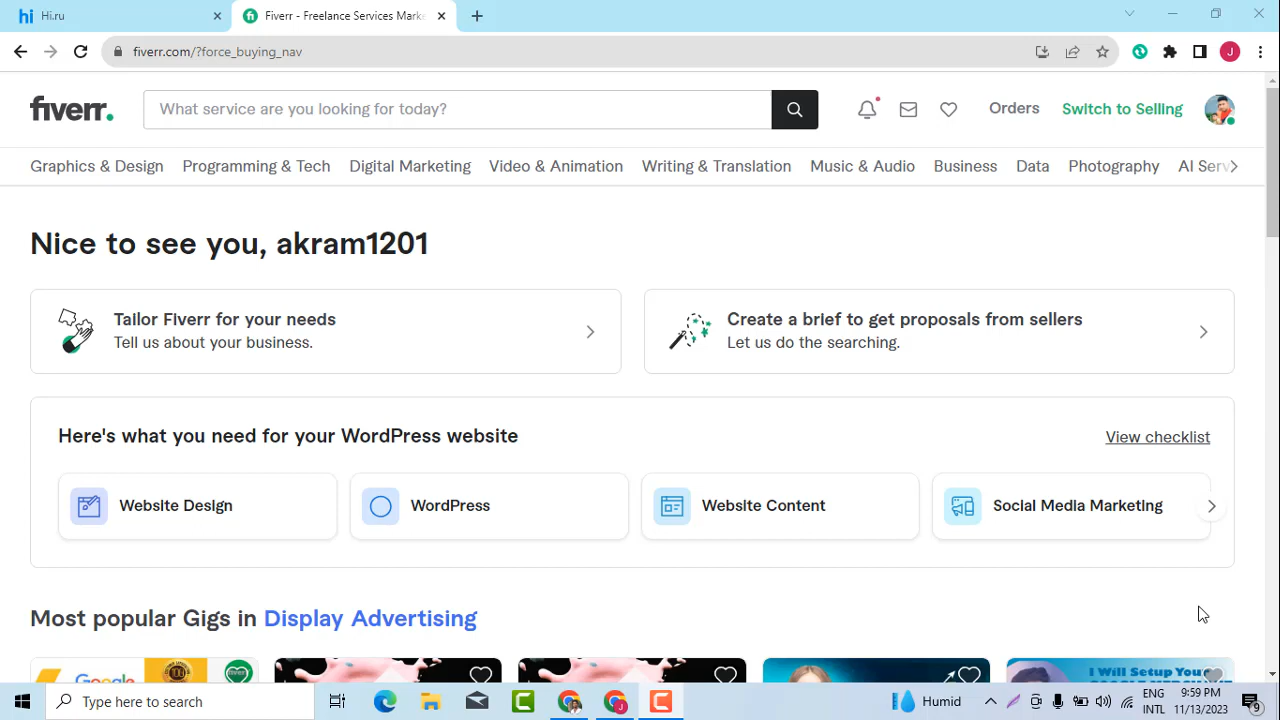 Hi.ru
Fiverr - Freelance Services Mark
fiverr.com/?force_buying_nav
J
fiverr.
What service are you looking for today?
Orders
Switch to Selling
Graphics & Design
Programming & Tech
Digital Marketing
Video & Animation
Writing & Translation
Music & Audio
Business
Data
Photography
AI Serv
Nice to see you, akram1201
Tailor Fiverr for your needs
Tell us about your business.
Create a brief to get proposals from sellers
Let us do the searching.
Here's what you need for your WordPress website
View checklist
Website Design
WordPress
Website Content
Social Media Marketing
Most popular Gigs in Display Advertising
Google
I Will Setup Your
Type here to search
Humid
ENG
INTL
9:59 PM
11/13/2023
9